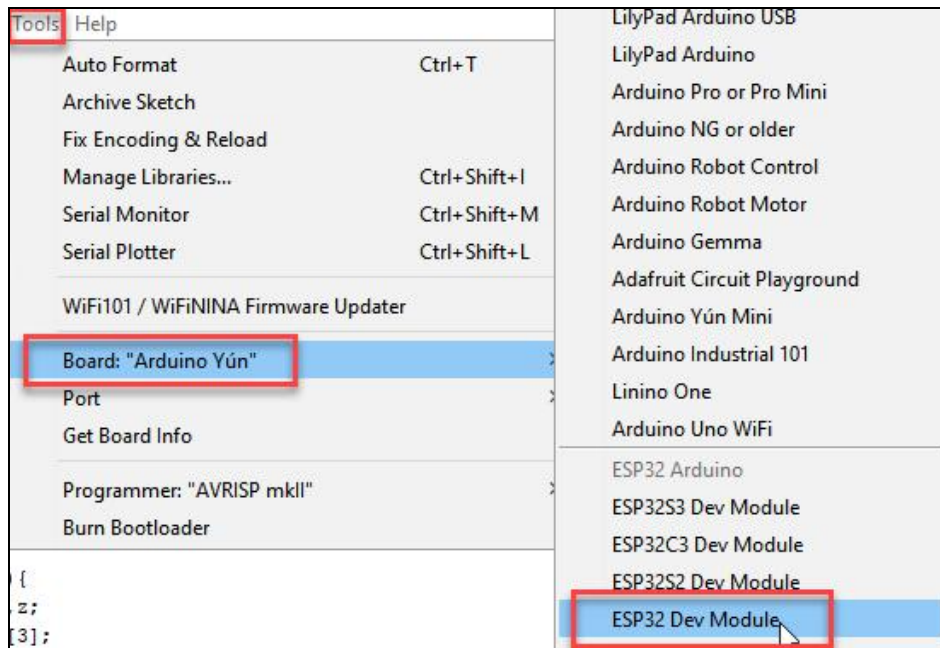 Tools Help
Auto Format Ctrl+T
Archive Sketch
Fix Encoding & Reload
Manage Libraries... Ctrl+Shift+I
Serial Monitor Ctrl+Shift+M
Serial Plotter Ctrl+Shift+L
WiFi101 / WiFiNINA Firmware Updater
Board: "Arduino Yún"
Port
Get Board Info
Programmer: "AVRISP mkII"
Burn Bootloader
) {
.z;
[3];
LilyPad Arduino USB
LilyPad Arduino
Arduino Pro or Pro Mini
Arduino NG or older
Arduino Robot Control
Arduino Robot Motor
Arduino Gemma
Adafruit Circuit Playground
Arduino Yún Mini
Arduino Industrial 101
Linino One
Arduino Uno WiFi
ESP32 Arduino
ESP32S3 Dev Module
ESP32C3 Dev Module
ESP32S2 Dev Module
ESP32 Dev Module